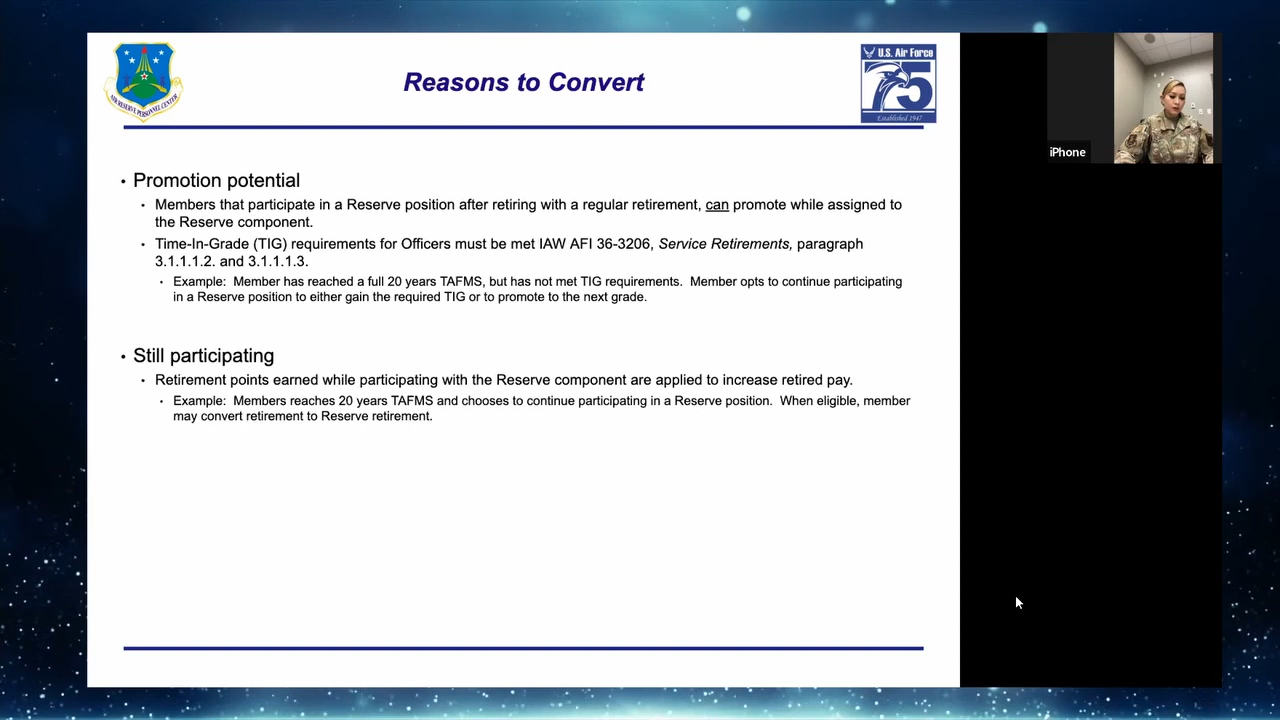 Reasons to Convert
AIR RESERVE PERSONNEL CENTER
U.S. Air Force
75
Established 1947
iPhone
• Promotion potential
• Members that participate in a Reserve position after retiring with a regular retirement, can promote while assigned to
the Reserve component.
• Time-In-Grade (TIG) requirements for Officers must be met IAW AFI 36-3206, Service Retirements, paragraph
3.1.1.1.2. and 3.1.1.1.3.
• Example:  Member has reached a full 20 years TAFMS, but has not met TIG requirements.  Member opts to continue participating
in a Reserve position to either gain the required TIG or to promote to the next grade.
• Still participating
• Retirement points earned while participating with the Reserve component are applied to increase retired pay.
• Example:  Members reaches 20 years TAFMS and chooses to continue participating in a Reserve position.  When eligible, member
may convert retirement to Reserve retirement.